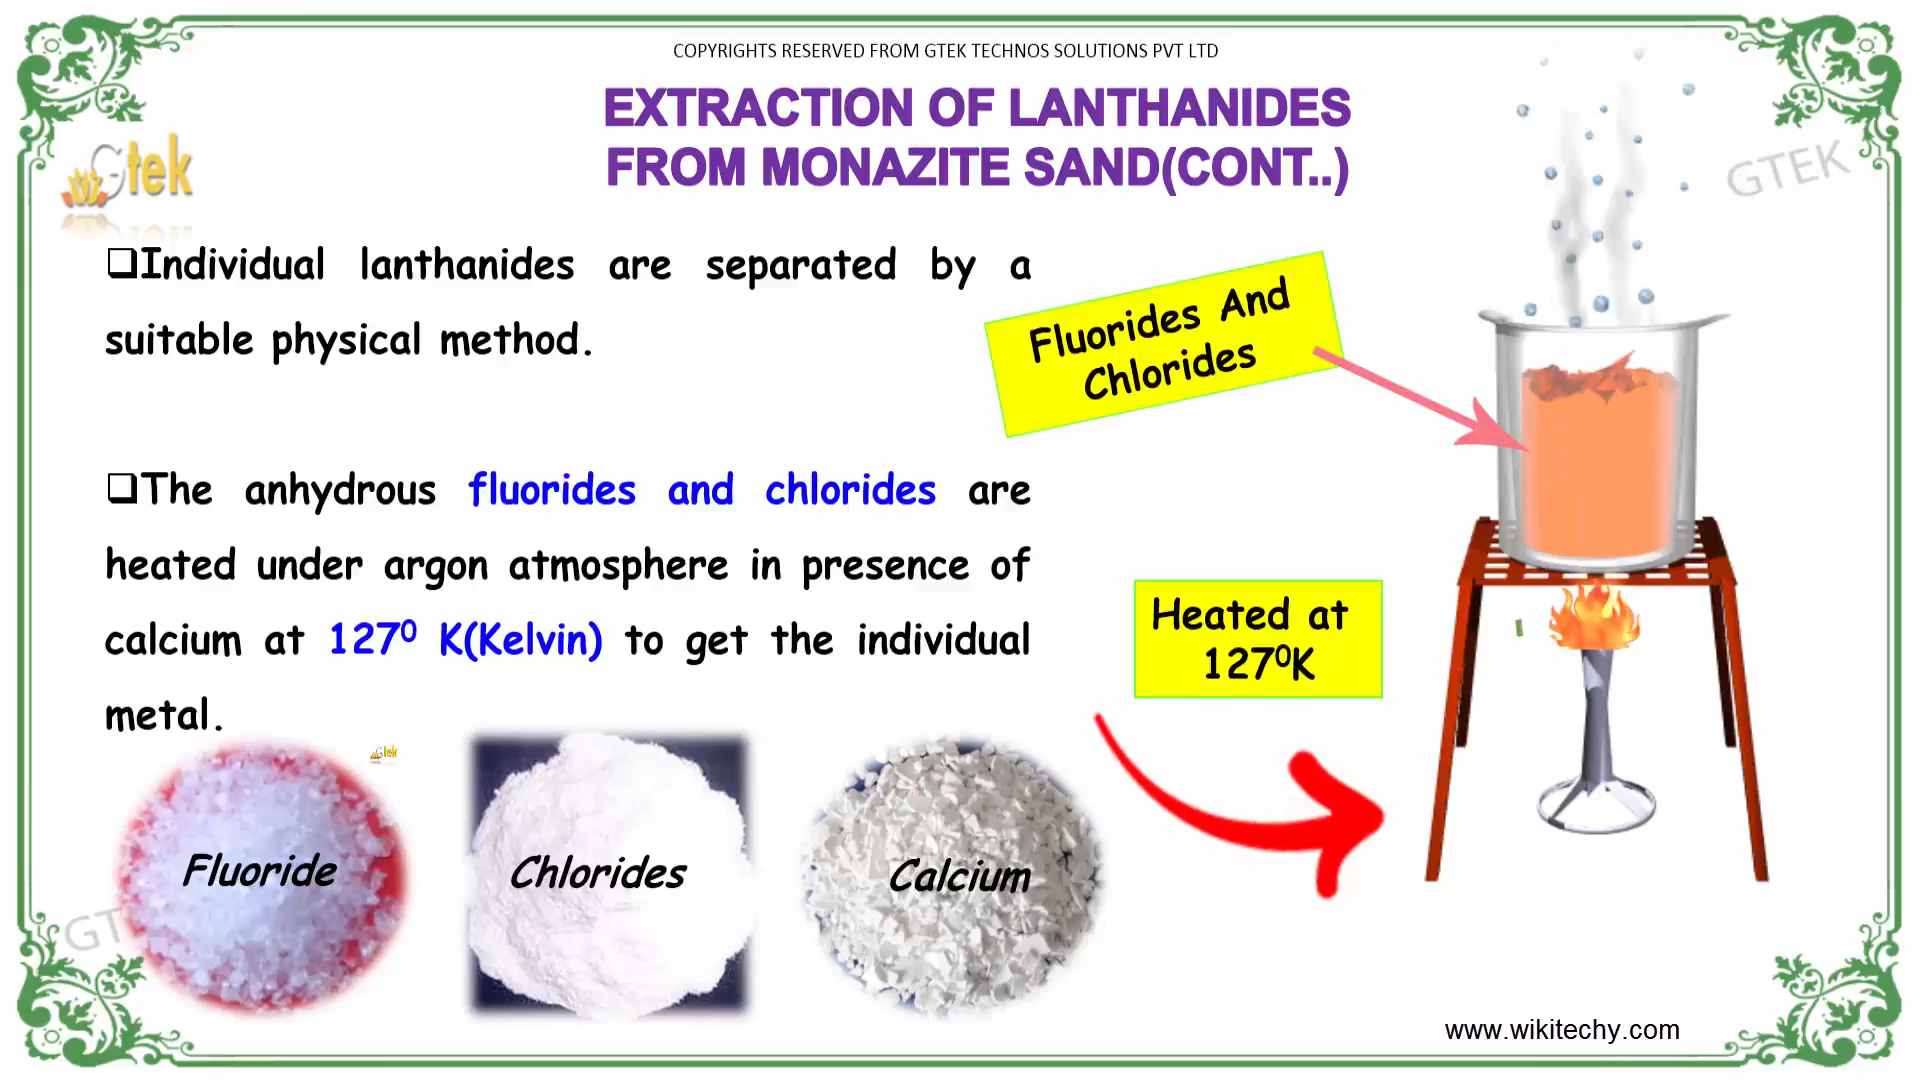 COPYRIGHTS RESERVED FROM GTEK TECHNOS SOLUTIONS PVT LTD
EXTRACTION OF LANTHANIDES
FROM MONAZITE SAND(CONT..)
Gtek
GTEK
❑Individual lanthanides are separated by a
suitable physical method.
Fluorides And
Chlorides
❑The anhydrous fluorides and chlorides are
heated under argon atmosphere in presence of
calcium at 127⁰ K(Kelvin) to get the individual
metal.
Heated at
127⁰K
Gtek
Fluoride
Chlorides
Calcium
GT
www.wikitechy.com